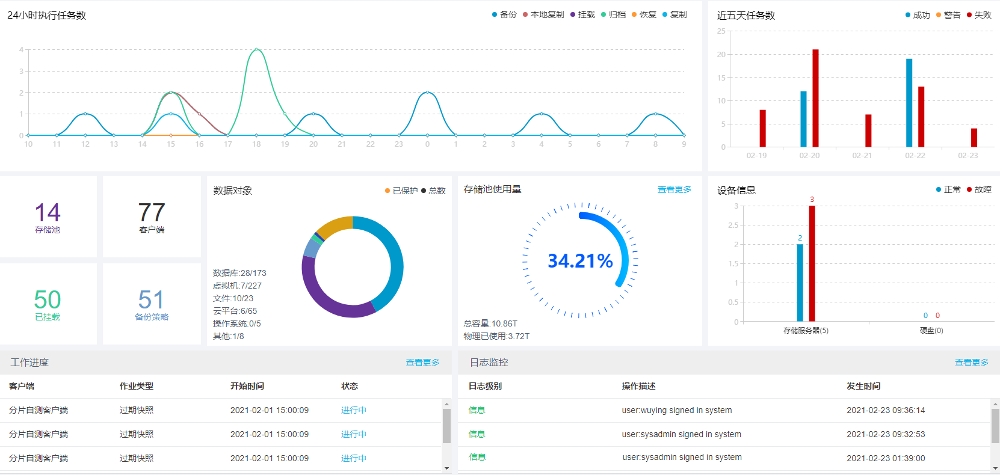 24小时执行任务数
备份 本地复制 挂载 归档 恢复 复制
4
3
2
1
0
10 11 12 13 14 15 16 17 18 19 20 21 22 23 0 1 2 3 4 5 6 7 8 9
近五天任务数
成功 警告 失败
25
20
15
10
5
0
02-19 02-20 02-21 02-22 02-23
14
存储池
77
客户端
50
已挂载
51
备份策略
数据对象
已保护 总数
数据库:28/173
虚拟机:7/227
文件:10/23
云平台:6/65
操作系统:0/5
其他:1/8
存储池使用量
查看更多
34.21%
总容量:10.86T
物理已使用:3.72T
设备信息
正常 故障
3
2.5
2
1.5
1
0.5
0
2 3
0 0
存储服务器(5) 硬盘(0)
工作进度 查看更多
客户端 作业类型 开始时间 状态
分片自测客户端 过期快照 2021-02-01 15:00:09 进行中
分片自测客户端 过期快照 2021-02-01 15:00:09 进行中
分片自测客户端 过期快照 2021-02-01 15:00:09 进行中
日志监控 查看更多
日志级别 操作描述 发生时间
信息 user:wuying signed in system 2021-02-23 09:36:14
信息 user:sysadmin signed in system 2021-02-23 09:32:53
信息 user:sysadmin signed in system 2021-02-23 01:39:00